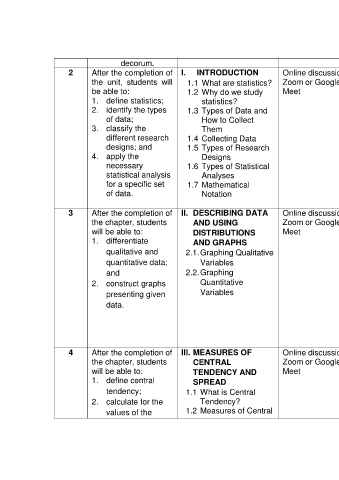 decorum.
2
After the completion of
the unit, students will
be able to:
1. define statistics;
2. identify the types
of data;
3. classify the
different research
designs; and
4. apply the
necessary
statistical analysis
for a specific set
of data.
I. INTRODUCTION
1.1 What are statistics?
1.2 Why do we study
statistics?
1.3 Types of Data and
How to Collect
Them
1.4 Collecting Data
1.5 Types of Research
Designs
1.6 Types of Statistical
Analyses
1.7 Mathematical
Notation
Online discussic
Zoom or Google
Meet
3
After the completion of
the chapter, students
will be able to:
1. differentiate
qualitative and
quantitative data;
and
2. construct graphs
presenting given
data.
II. DESCRIBING DATA
AND USING
DISTRIBUTIONS
AND GRAPHS
2.1. Graphing Qualitative
Variables
2.2. Graphing
Quantitative
Variables
Online discussic
Zoom or Google
Meet
4
After the completion of
the chapter, students
will be able to:
1. define central
tendency;
2. calculate for the
values of the
III. MEASURES OF
CENTRAL
TENDENCY AND
SPREAD
1.1 What is Central
Tendency?
1.2 Measures of Central
Online discussic
Zoom or Google
Meet